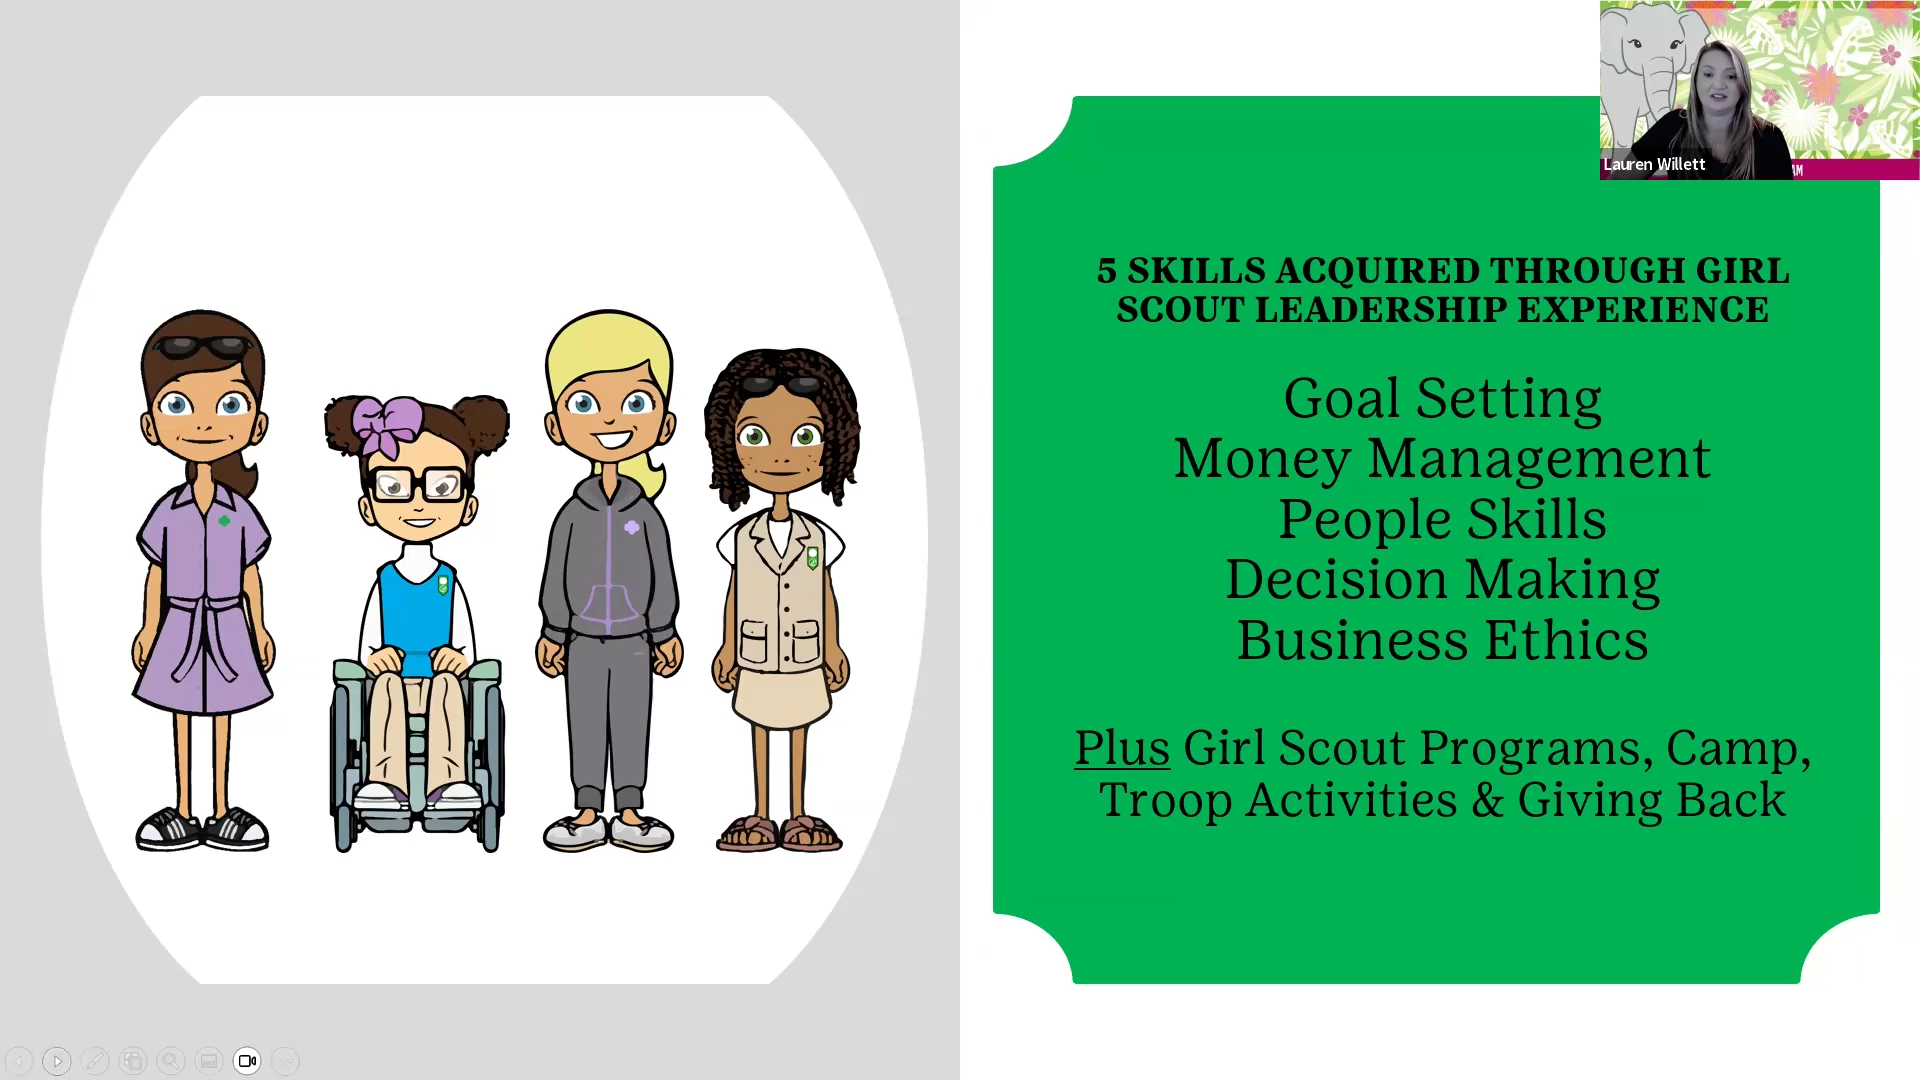 5 SKILLS ACQUIRED THROUGH GIRL
SCOUT LEADERSHIP EXPERIENCE
Goal Setting
Money Management
People Skills
Decision Making
Business Ethics
Plus Girl Scout Programs, Camp,
Troop Activities & Giving Back
Lauren Willett
AM